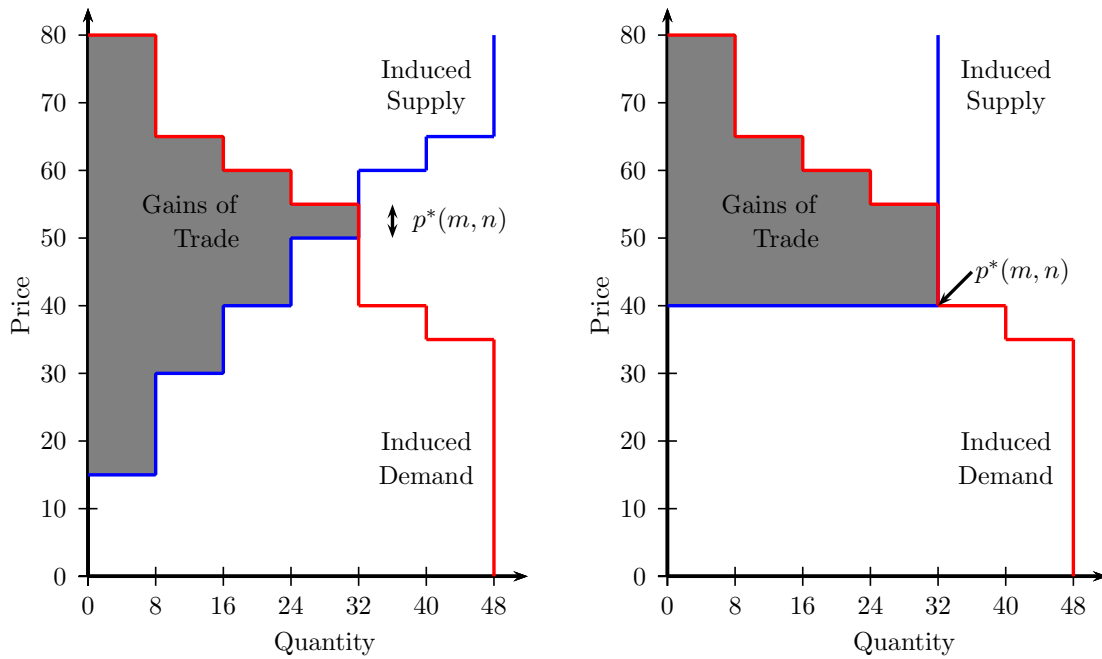 80
70
60
50
40
30
20
10
0
Price
Induced
Supply
Gains of
Trade
p*(m, n)
Induced
Demand
0 8 16 24 32 40 48
Quantity
80
70
60
50
40
30
20
10
0
Price
Induced
Supply
Gains of
Trade
p*(m, n)
Induced
Demand
0 8 16 24 32 40 48
Quantity